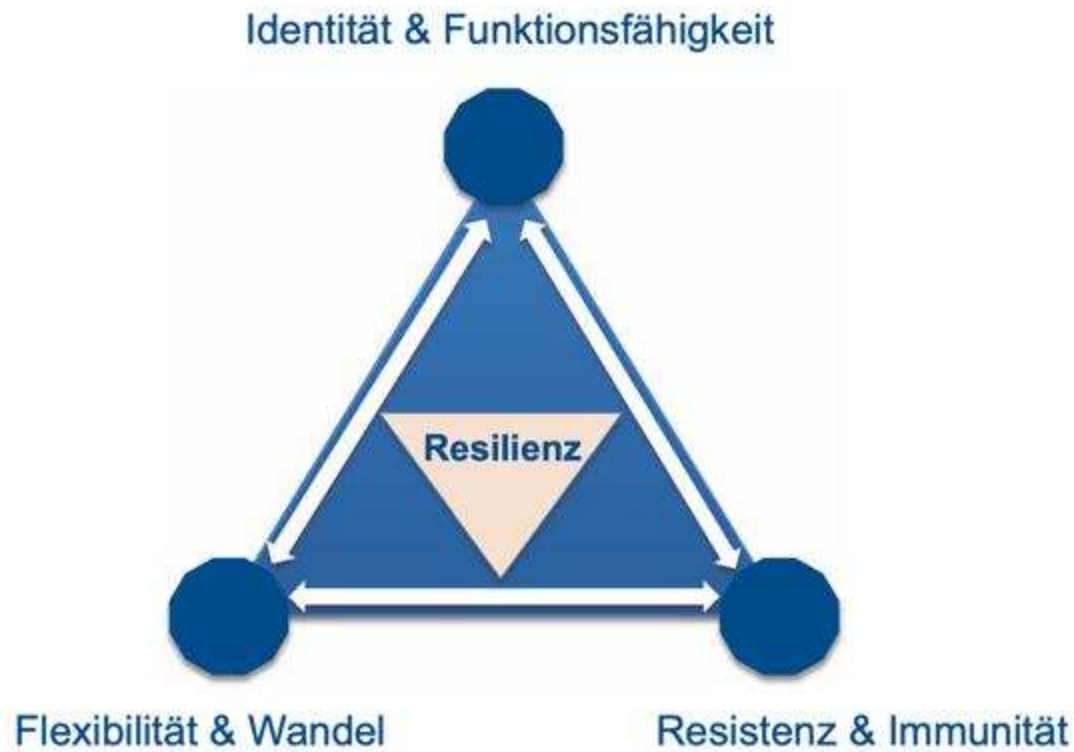 Identität & Funktionsfähigkeit
Resilienz
Flexibilität & Wandel
Resistenz & Immunität